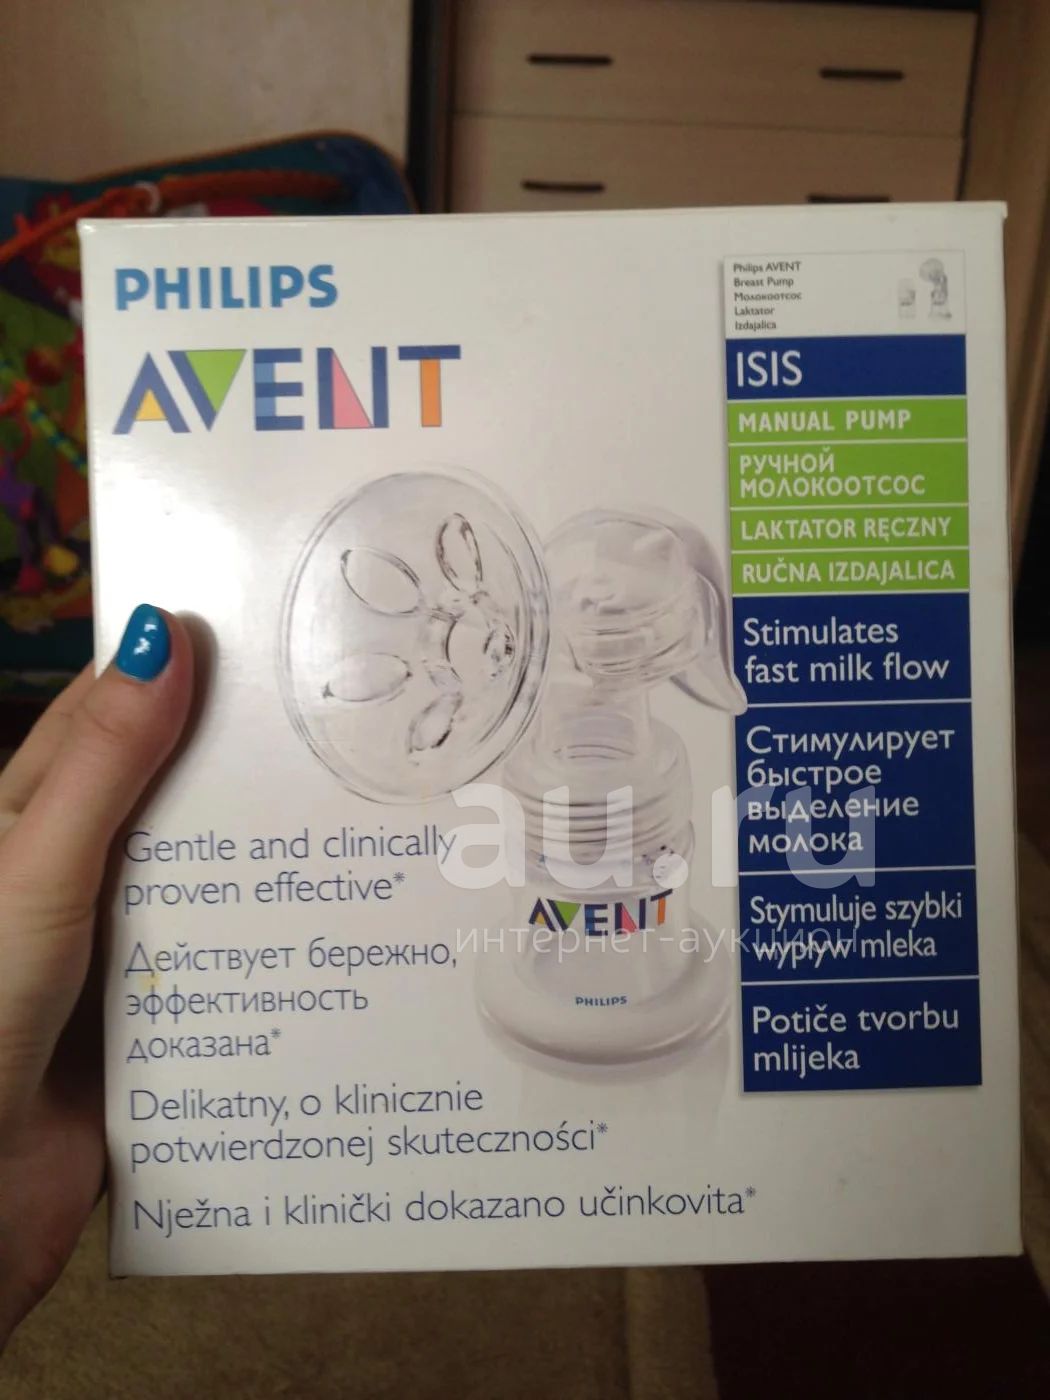 PHILIPS
AVENT
Philips AVENT
Breast Pump
Молокоотсос
Laktator
Izdajalica
ISIS
MANUAL PUMP
РУЧНОЙ
МОЛОКООТСОС
LAKTATOR RĘCZNY
RUČNA IZDAJALICA
Stimulates
fast milk flow
Стимулирует
быстрое
выделение
молока
Stymuluje szybki
wypływ mleka
Potiče tvorbu
mlijeka
Gentle and clinically
proven effective*
Действует бережно,
эффективность
доказана*
Delikatny, o klinicznie
potwierdzonej skuteczności*
Nježna i klinički dokazano učinkovita*
AVENT
PHILIPS
au.ru
интернет-аукцион